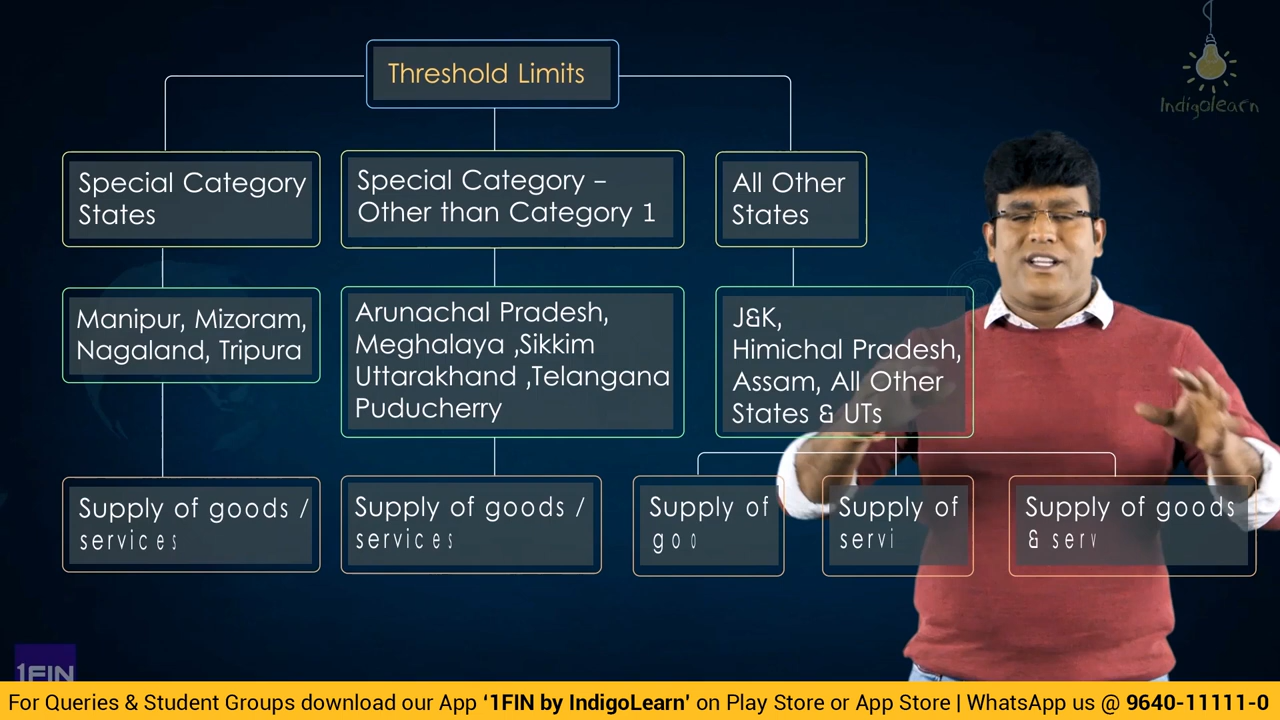 Indigolearn
Threshold Limits
Special Category
States
Special Category –
Other than Category 1
All Other
States
Manipur, Mizoram,
Nagaland, Tripura
Arunachal Pradesh,
Meghalaya ,Sikkim
Uttarakhand ,Telangana
Puducherry
J&K,
Himichal Pradesh,
Assam, All Other
States & UTs
Supply of goods /
services
Supply of goods /
services
Supply of
goo
Supply of
servi
Supply of goods
& serv
1FIN
For Queries & Student Groups download our App ‘1FIN by IndigoLearn’ on Play Store or App Store | WhatsApp us @ 9640-11111-0